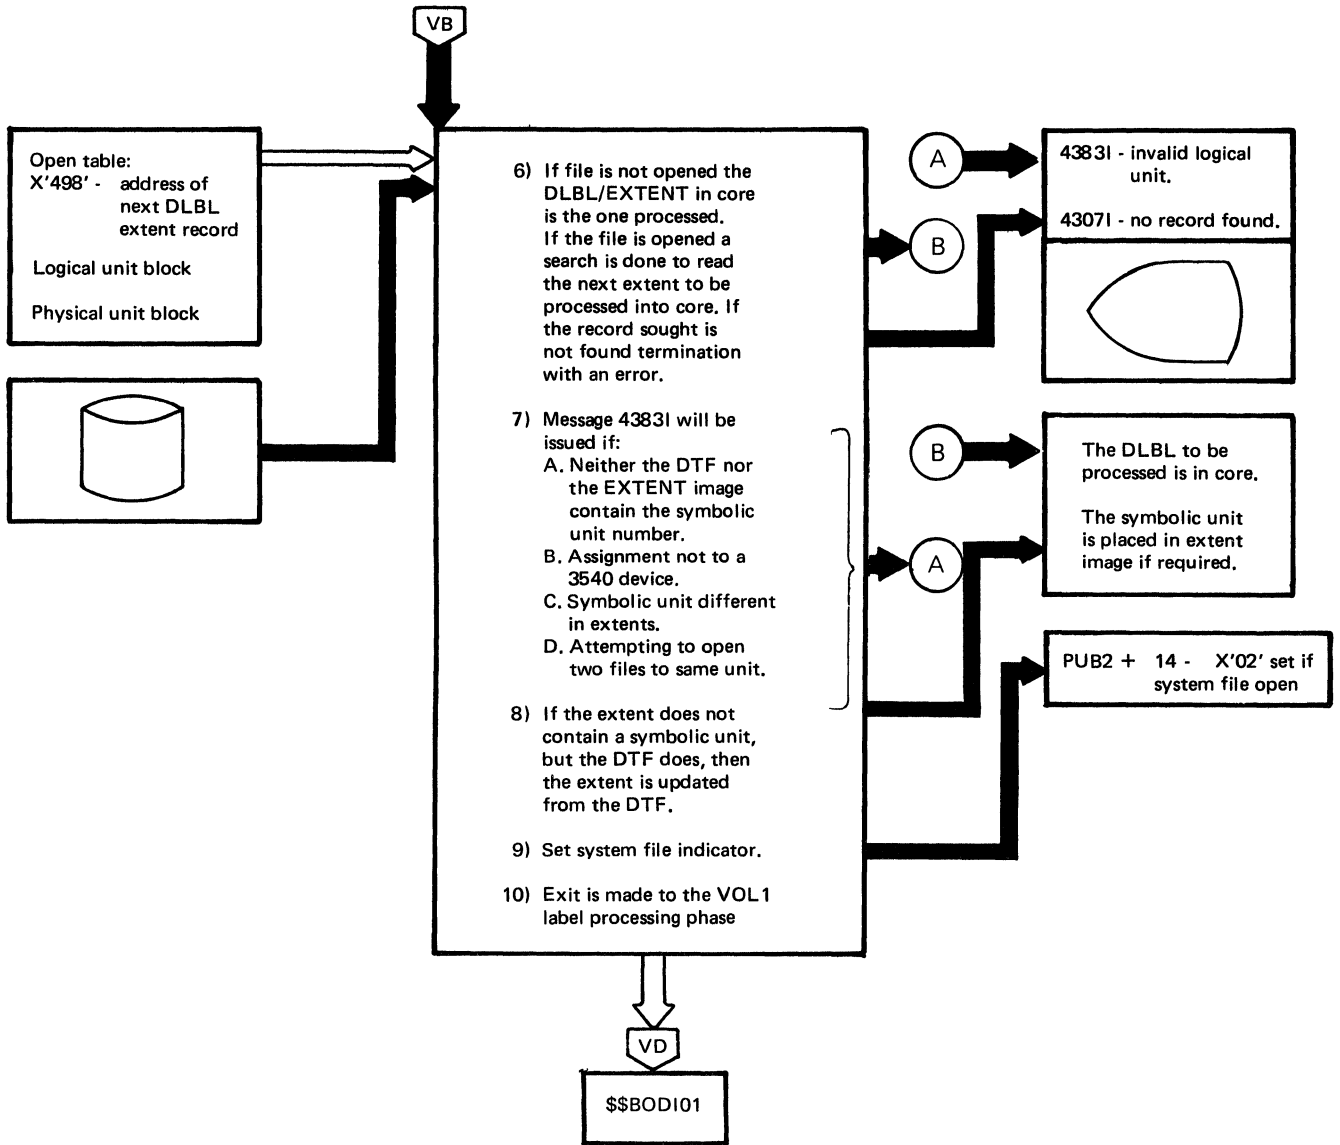 VB
Open table:
X'498' - address of
next DLBL
extent record
Logical unit block
Physical unit block
6) If file is not opened the
DLBL/EXTENT in core
is the one processed.
If the file is opened a
search is done to read
the next extent to be
processed into core. If
the record sought is
not found termination
with an error.
7) Message 4383I will be
issued if:
A. Neither the DTF nor
the EXTENT image
contain the symbolic
unit number.
B. Assignment not to a
3540 device.
C. Symbolic unit different
in extents.
D. Attempting to open
two files to same unit.
8) If the extent does not
contain a symbolic unit,
but the DTF does, then
the extent is updated
from the DTF.
9) Set system file indicator.
10) Exit is made to the VOL1
label processing phase
A
4383I - invalid logical
unit.
4307I - no record found.
B
B
The DLBL to be
processed is in core.
The symbolic unit
is placed in extent
image if required.
A
PUB2 + 14 - X'02' set if
system file open
VD
$$BODI01